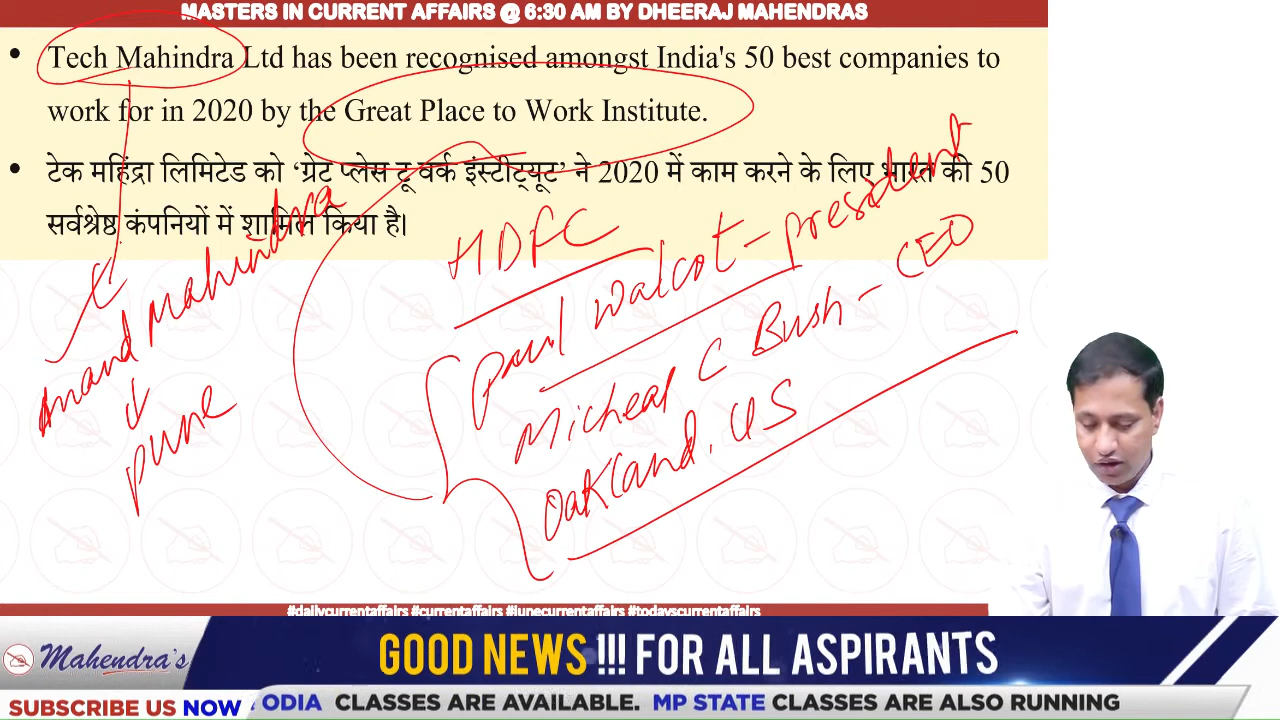 MASTERS IN CURRENT AFFAIRS @ 6:30 AM BY DHEERAJ MAHENDRAS
• Tech Mahindra Ltd has been recognised amongst India's 50 best companies to
work for in 2020 by the Great Place to Work Institute.
• टेक महिंद्रा लिमिटेड को ‘ग्रेट प्लेस टू वर्क इंस्टीट्यूट’ ने 2020 में काम करने के लिए भारत की 50
सर्वश्रेष्ठ कंपनियों में शामिल किया है।
HDFC
Paul Walcot - president
Micheal C Bush - CEO
Oakland, US
Anand Mahindra
pune
#dailycurrentaffairs #currentaffairs #junecurrentaffairs #todayscurrentaffair
Mahendra's
GOOD NEWS !!! FOR ALL ASPIRANTS
SUBSCRIBE US NOW
ODIA CLASSES ARE AVAILABLE. MP STATE CLASSES ARE ALSO RUNNING